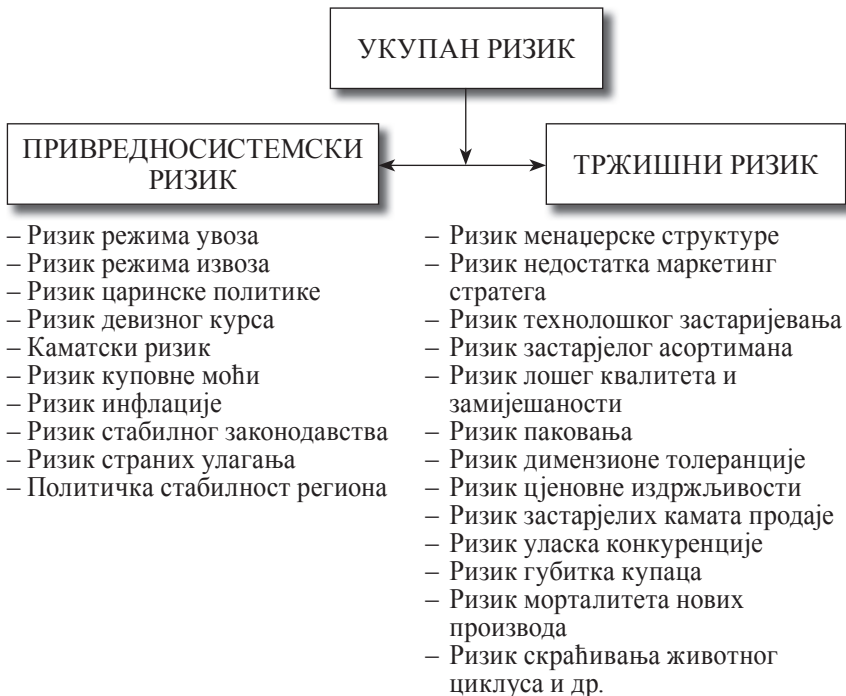 УКУПАН РИЗИК
ПРИВРЕДНОСИСТЕМСКИ
РИЗИК
ТРЖИШНИ РИЗИК
– Ризик режима увоза
– Ризик режима извоза
– Ризик царинске политике
– Ризик девизног курса
– Каматски ризик
– Ризик куповне моћи
– Ризик инфлације
– Ризик стабилног законодавства
– Ризик страних улагања
– Политичка стабилност региона
– Ризик менаџерске структуре
– Ризик недостатка маркетинг
стратега
– Ризик технолошког застаријевања
– Ризик застарјелог асортимана
– Ризик лошег квалитета и
замијешаности
– Ризик паковања
– Ризик димензионе толеранције
– Ризик цјеновне издржљивости
– Ризик застарјелих камата продаје
– Ризик уласка конкуренције
– Ризик губитка купаца
– Ризик морталитета нових
производа
– Ризик скраћивања животног
циклуса и др.